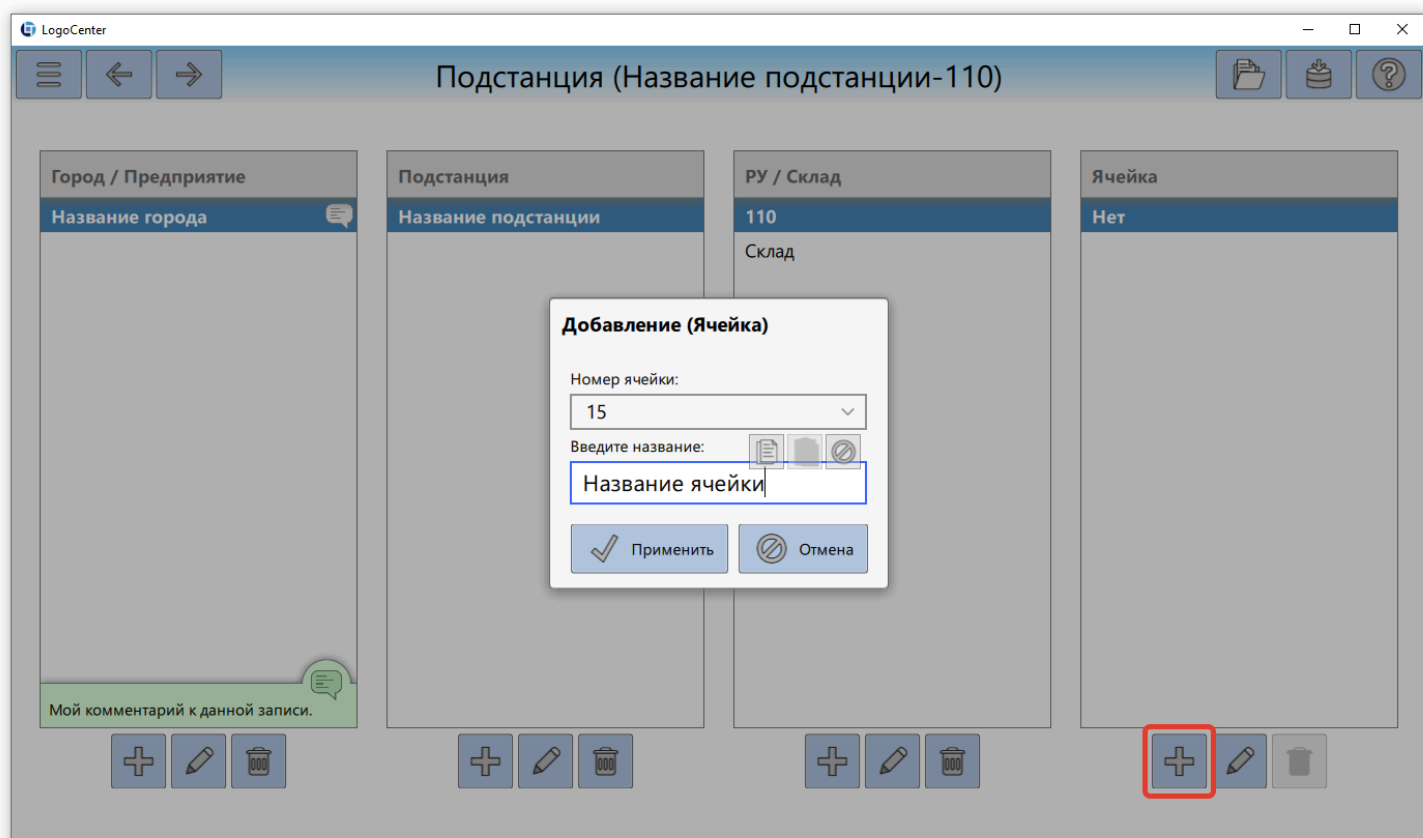 LogoCenter
Подстанция (Название подстанции-110)
Город / Предприятие
Название города
Мой комментарий к данной записи.
Подстанция
Название подстанции
РУ / Склад
110
Склад
Ячейка
Нет
Добавление (Ячейка)
Номер ячейки:
15
Введите название:
Название ячейки
Применить
Отмена